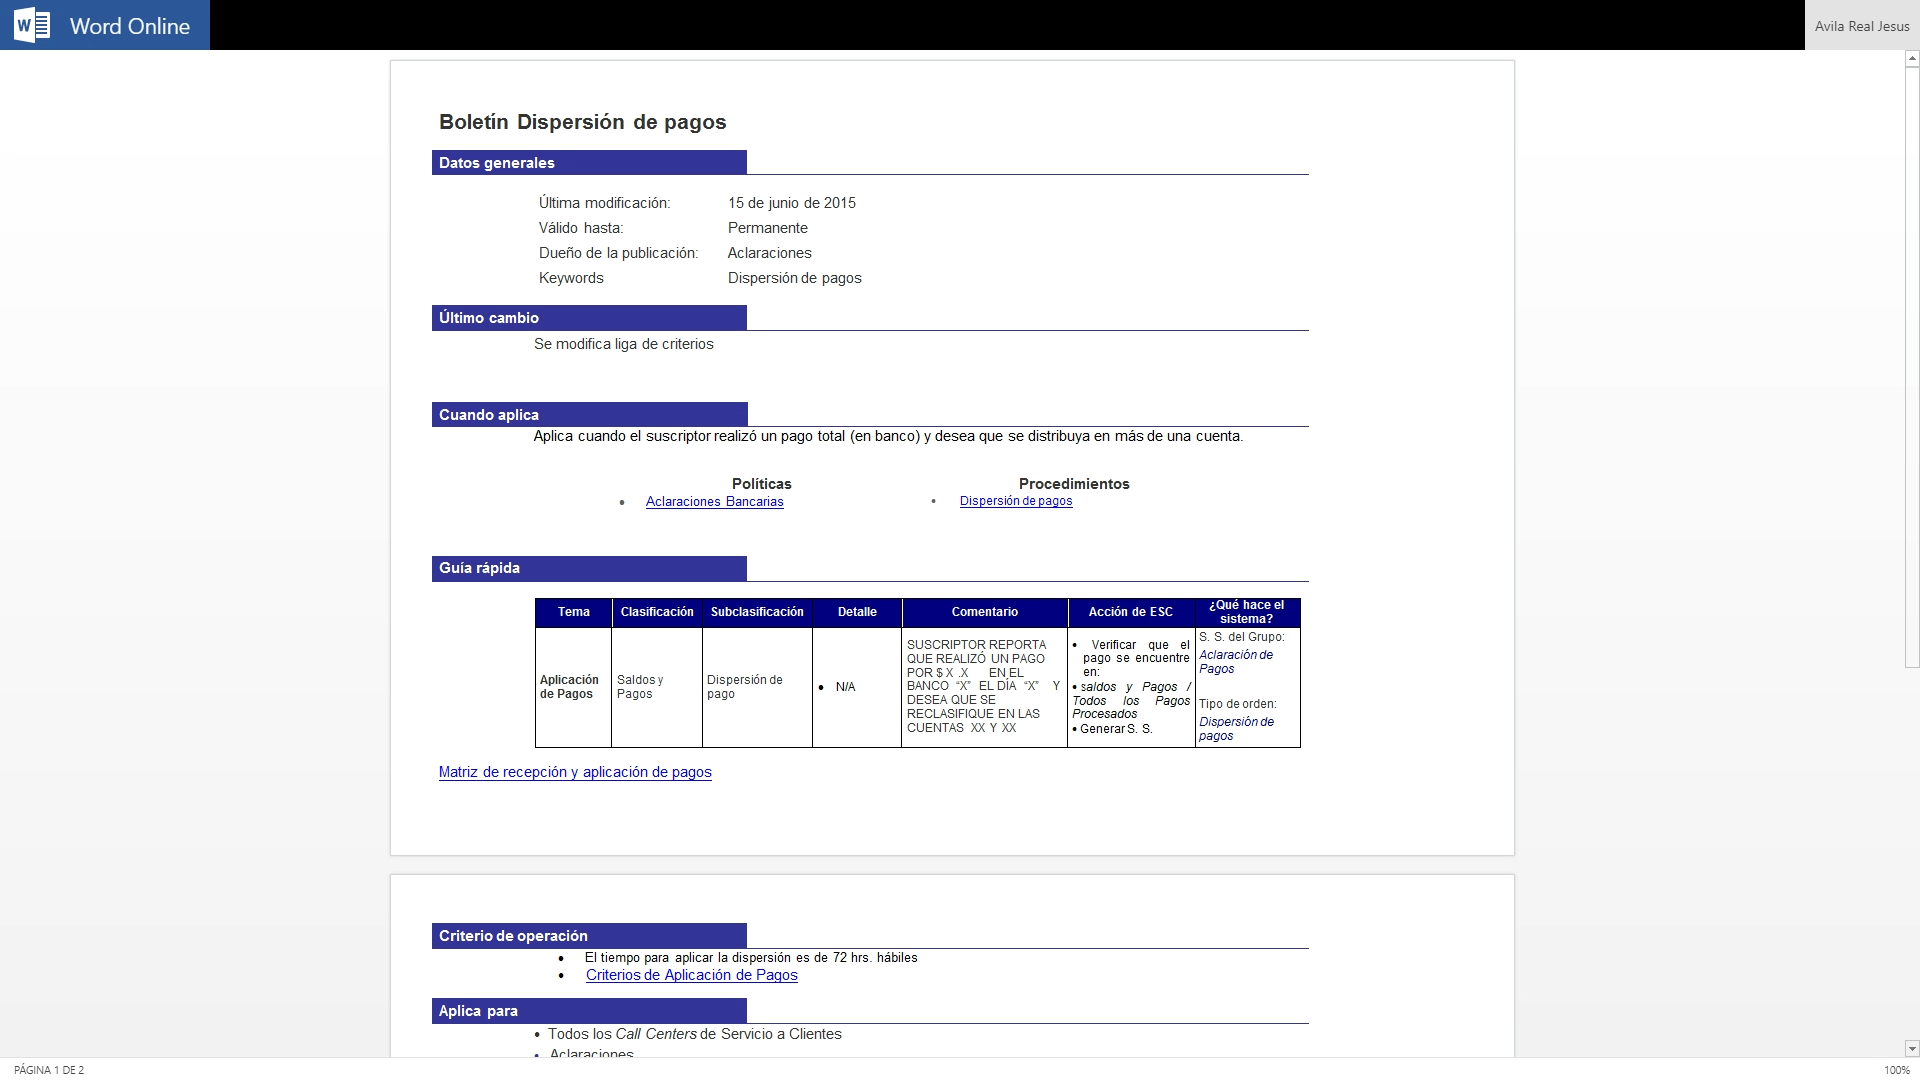 Word Online
Avila Real Jesus
Boletín Dispersión de pagos
Datos generales
Última modificación: 15 de junio de 2015
Válido hasta: Permanente
Dueño de la publicación: Aclaraciones
Keywords Dispersión de pagos
Último cambio
Se modifica liga de criterios
Cuando aplica
Aplica cuando el suscriptor realizó un pago total (en banco) y desea que se distribuya en más de una cuenta.
Políticas
• Aclaraciones Bancarias
Procedimientos
• Dispersión de pagos
Guía rápida
Tema
Clasificación
Subclasificación
Detalle
Comentario
Acción de ESC
¿Qué hace el
sistema?
Aplicación
de Pagos
Saldos y
Pagos
Dispersión de
pago
• N/A
SUSCRIPTOR REPORTA
QUE REALIZÓ UN PAGO
POR $ X .X EN EL
BANCO “X” EL DÍA “X” Y
DESEA QUE SE
RECLASIFIQUE EN LAS
CUENTAS XX Y XX
• Verificar que el
pago se encuentre
en:
• saldos y Pagos /
Todos los Pagos
Procesados
• Generar S. S.
S. S. del Grupo:
Aclaración de
Pagos
Tipo de orden:
Dispersión de
pagos
Matriz de recepción y aplicación de pagos
Criterio de operación
• El tiempo para aplicar la dispersión es de 72 hrs. hábiles
• Criterios de Aplicación de Pagos
Aplica para
• Todos los Call Centers de Servicio a Clientes
• Aclaraciones
PÁGINA 1 DE 2
100%